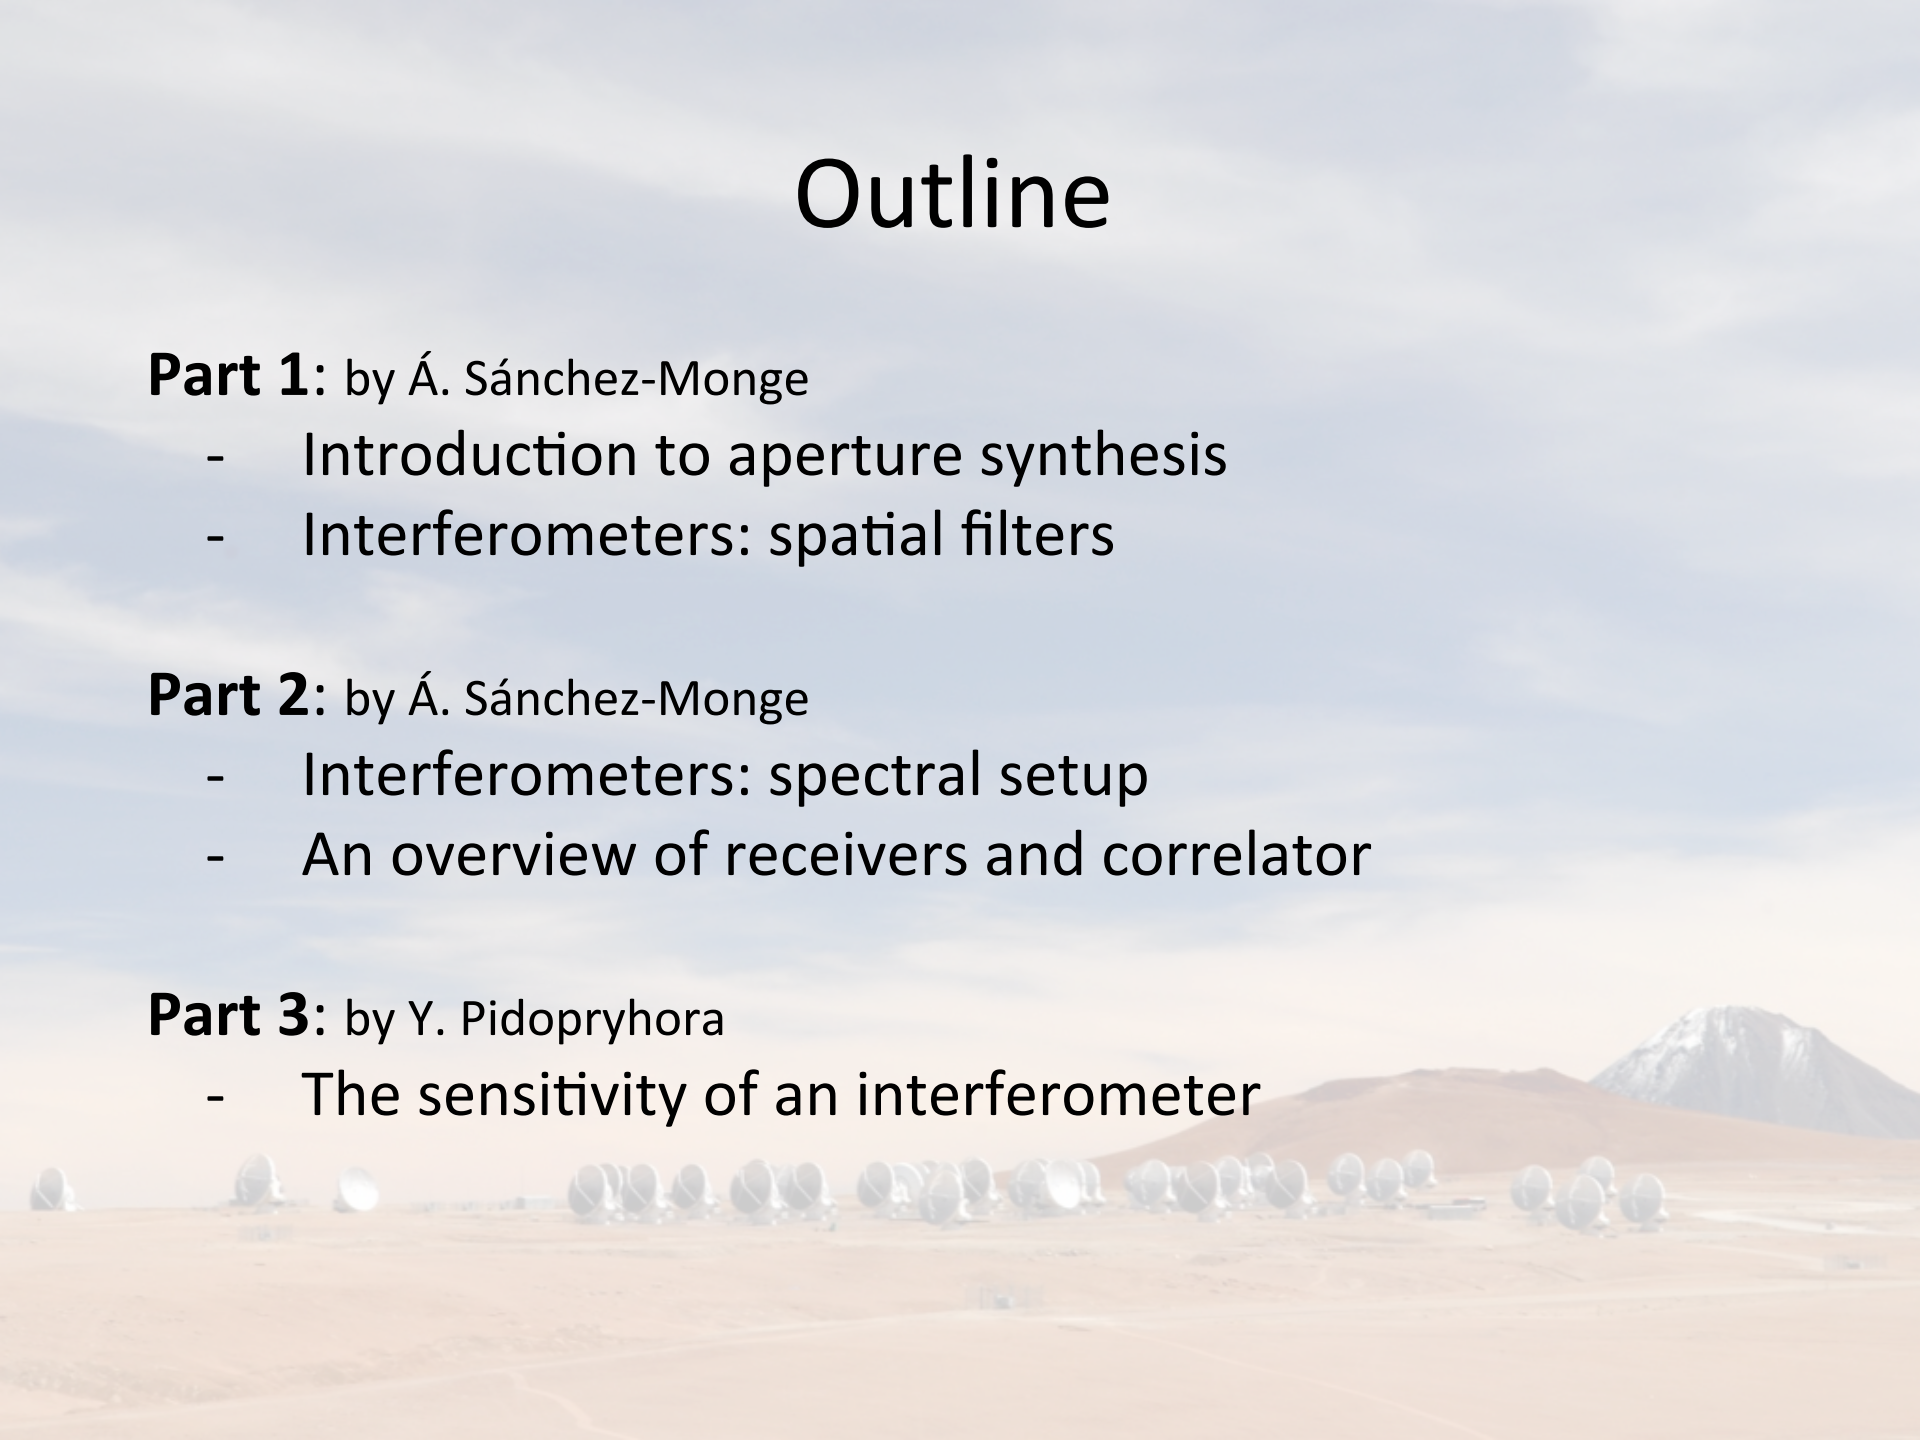 Outline
Part 1: by Á. Sánchez-Monge
- Introduction to aperture synthesis
- Interferometers: spatial filters
Part 2: by Á. Sánchez-Monge
- Interferometers: spectral setup
- An overview of receivers and correlator
Part 3: by Y. Pidopryhora
- The sensitivity of an interferometer